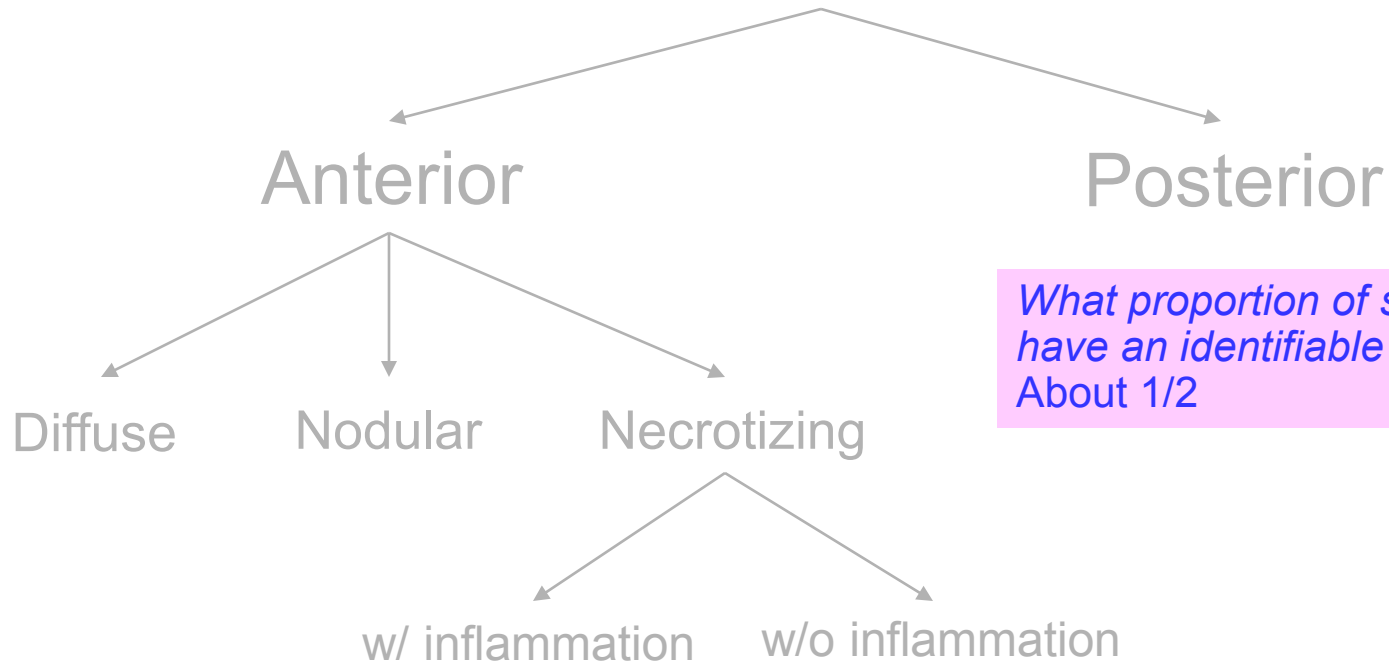 Anterior
Posterior
What proportion of
have an identifiable
About 1/2
Diffuse
Nodular
Necrotizing
w/ inflammation
w/o inflammation